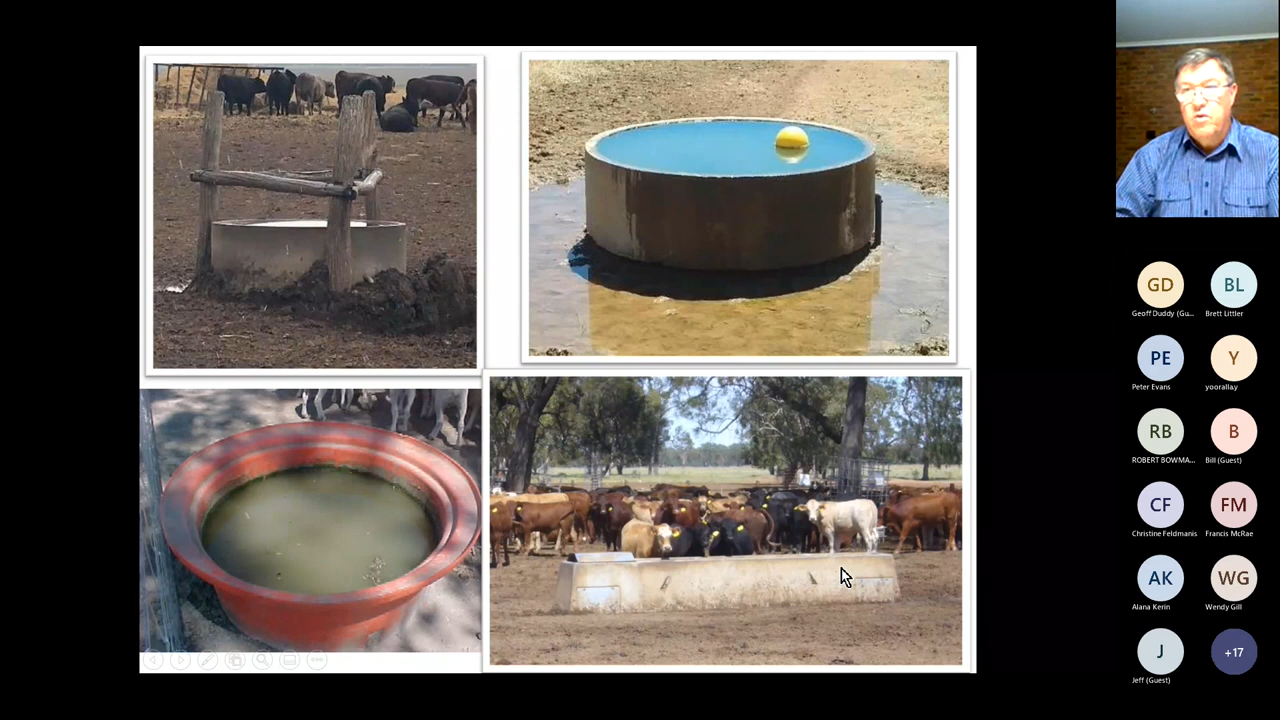 GD
BL
Geoff Duddy (Gu...
Brett Littler
PE
Y
Peter Evans
yoorallay
RB
B
ROBERT BOWMA...
Bill (Guest)
CF
FM
Christine Feldmanis
Francis McRae
AK
WG
Alana Kerin
Wendy Gill
J
+17
Jeff (Guest)